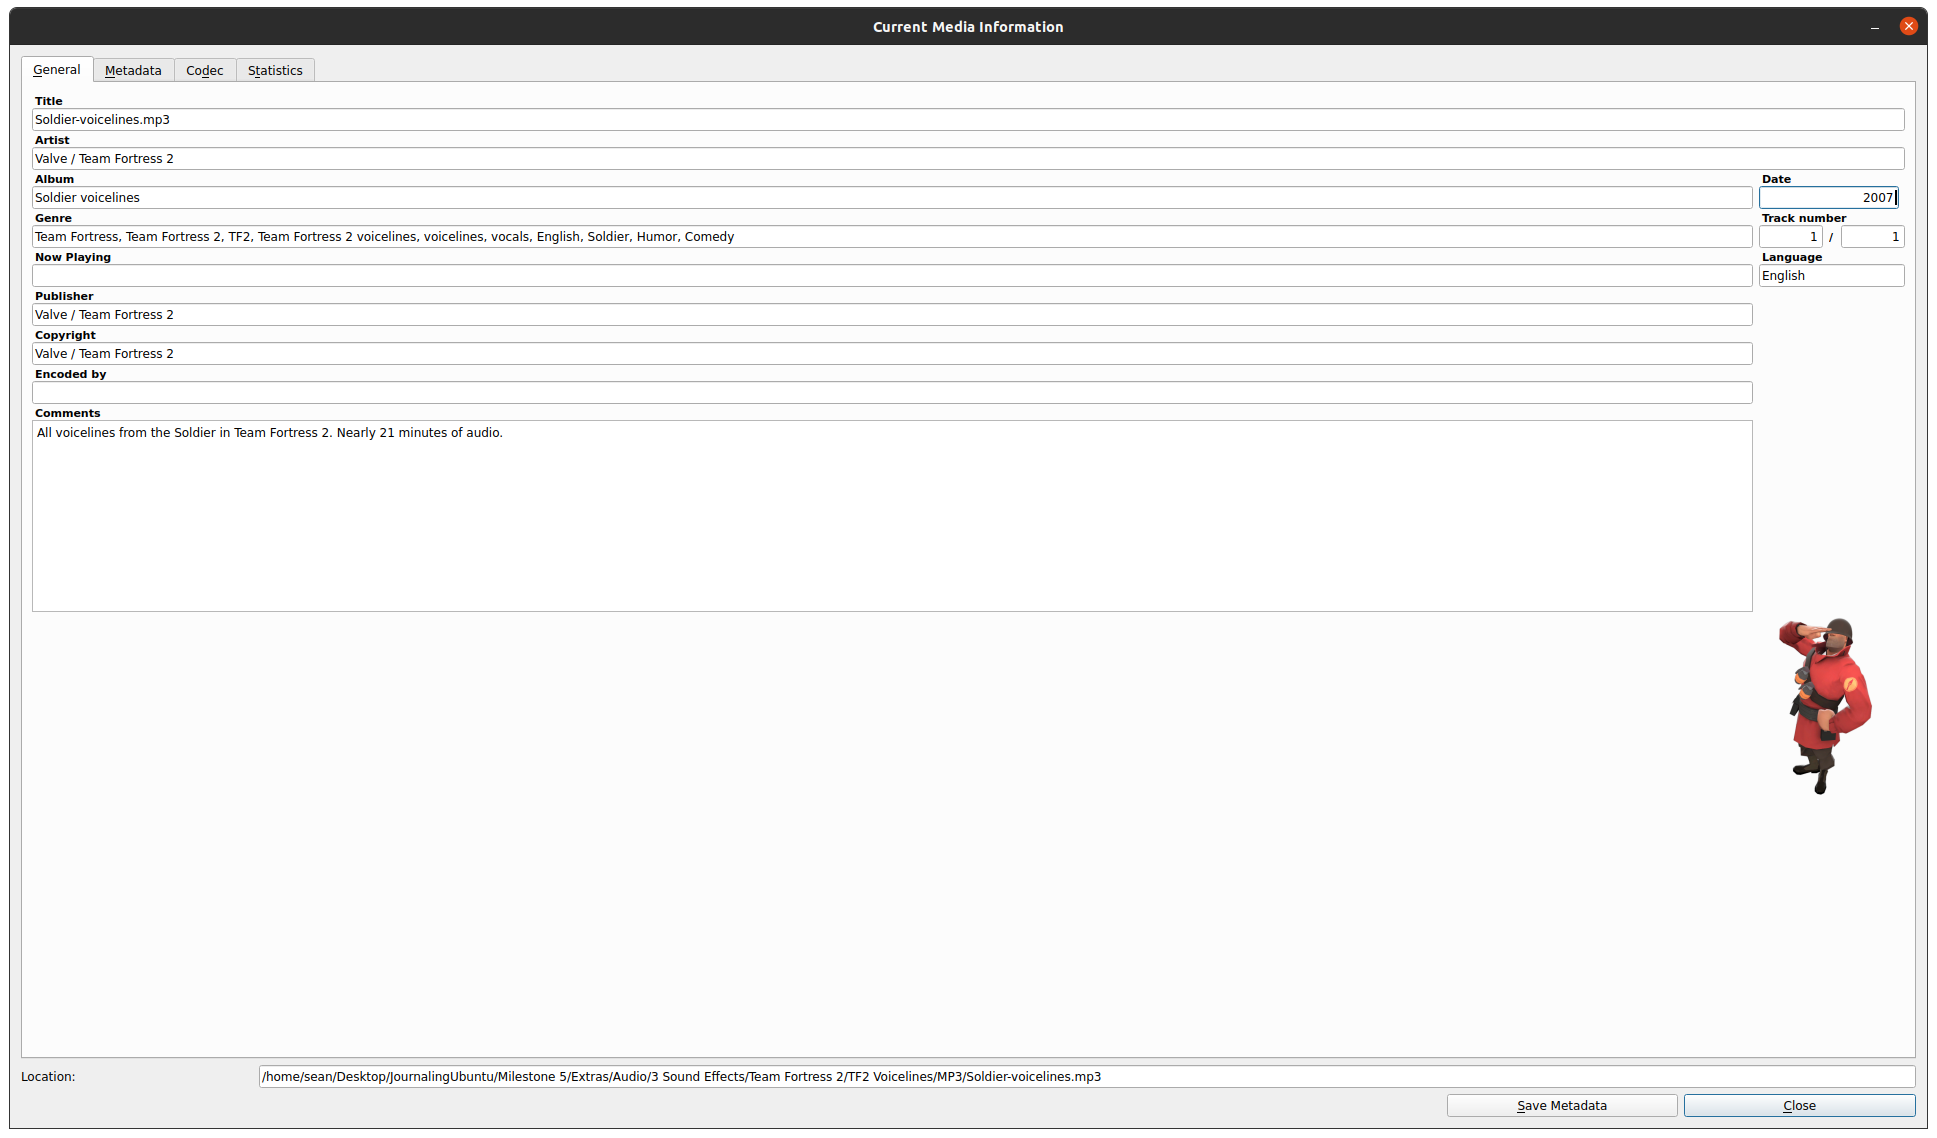 Current Media Information
General Metadata Codec Statistics
Title
Soldier-voicelines.mp3
Artist
Valve / Team Fortress 2
Album Date
Soldier voicelines 2007
Genre Track number
Team Fortress, Team Fortress 2, TF2, Team Fortress 2 voicelines, voicelines, vocals, English, Soldier, Humor, Comedy 1 / 1
Now Playing Language
English
Publisher
Valve / Team Fortress 2
Copyright
Valve / Team Fortress 2
Encoded by
Comments
All voicelines from the Soldier in Team Fortress 2. Nearly 21 minutes of audio.
Location: /home/sean/Desktop/JournalingUbuntu/Milestone 5/Extras/Audio/3 Sound Effects/Team Fortress 2/TF2 Voicelines/MP3/Soldier-voicelines.mp3
Save Metadata Close